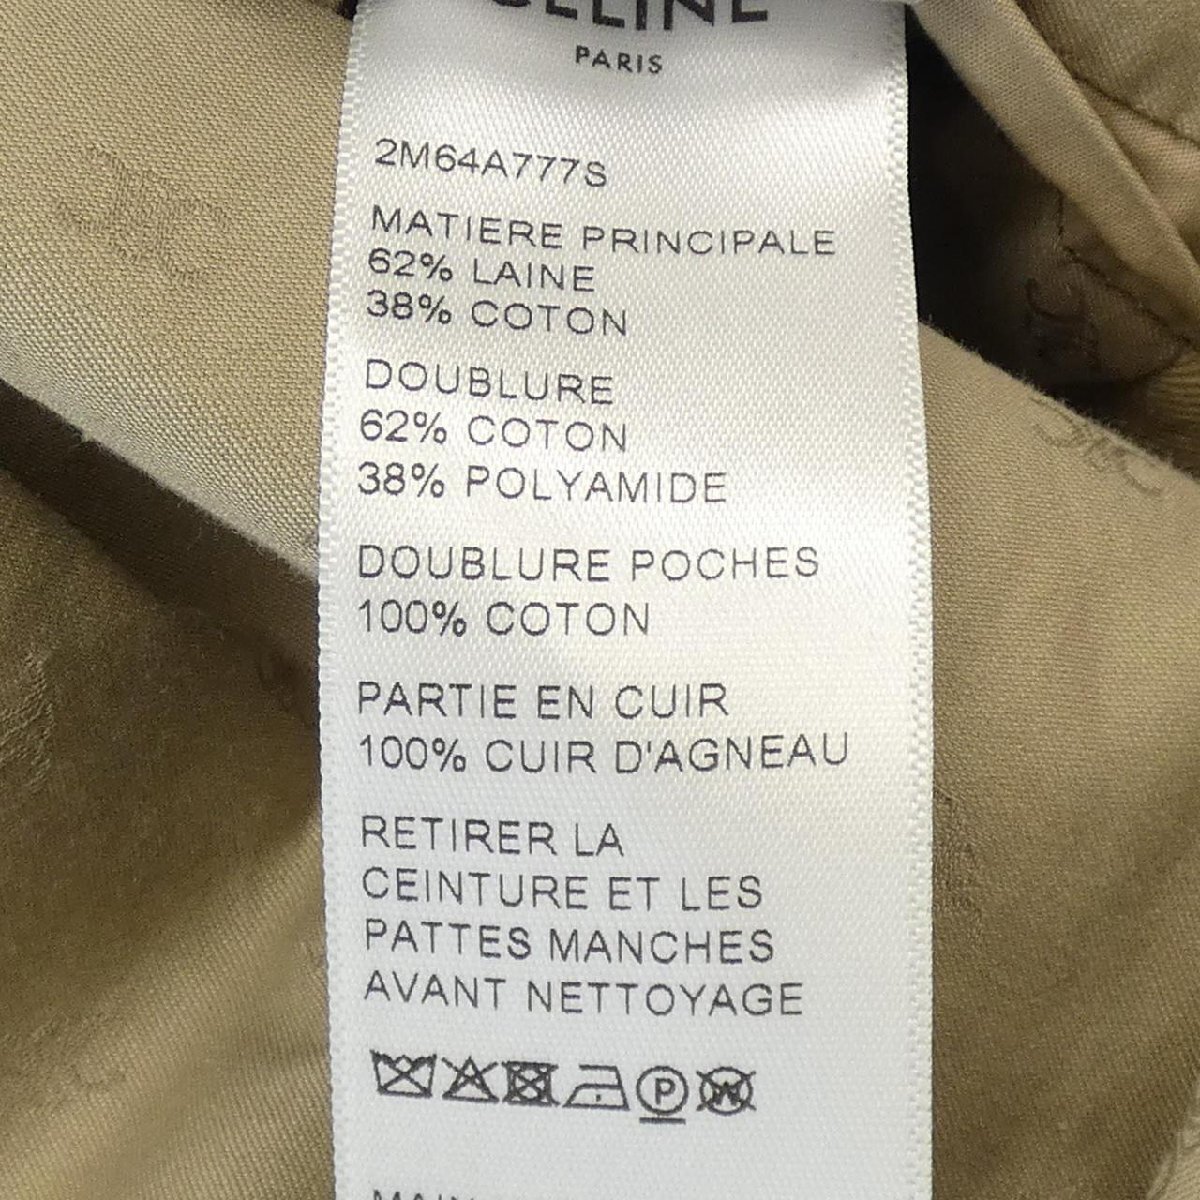 CELINE
PARIS
2M64A777S
MATIERE PRINCIPALE
62% LAINE
38% COTON
DOUBLURE
62% COTON
38% POLYAMIDE
DOUBLURE POCHES
100% COTON
PARTIE EN CUIR
100% CUIR D'AGNEAU
RETIRER LA
CEINTURE ET LES
PATTES MANCHES
AVANT NETTOYAGE
P W